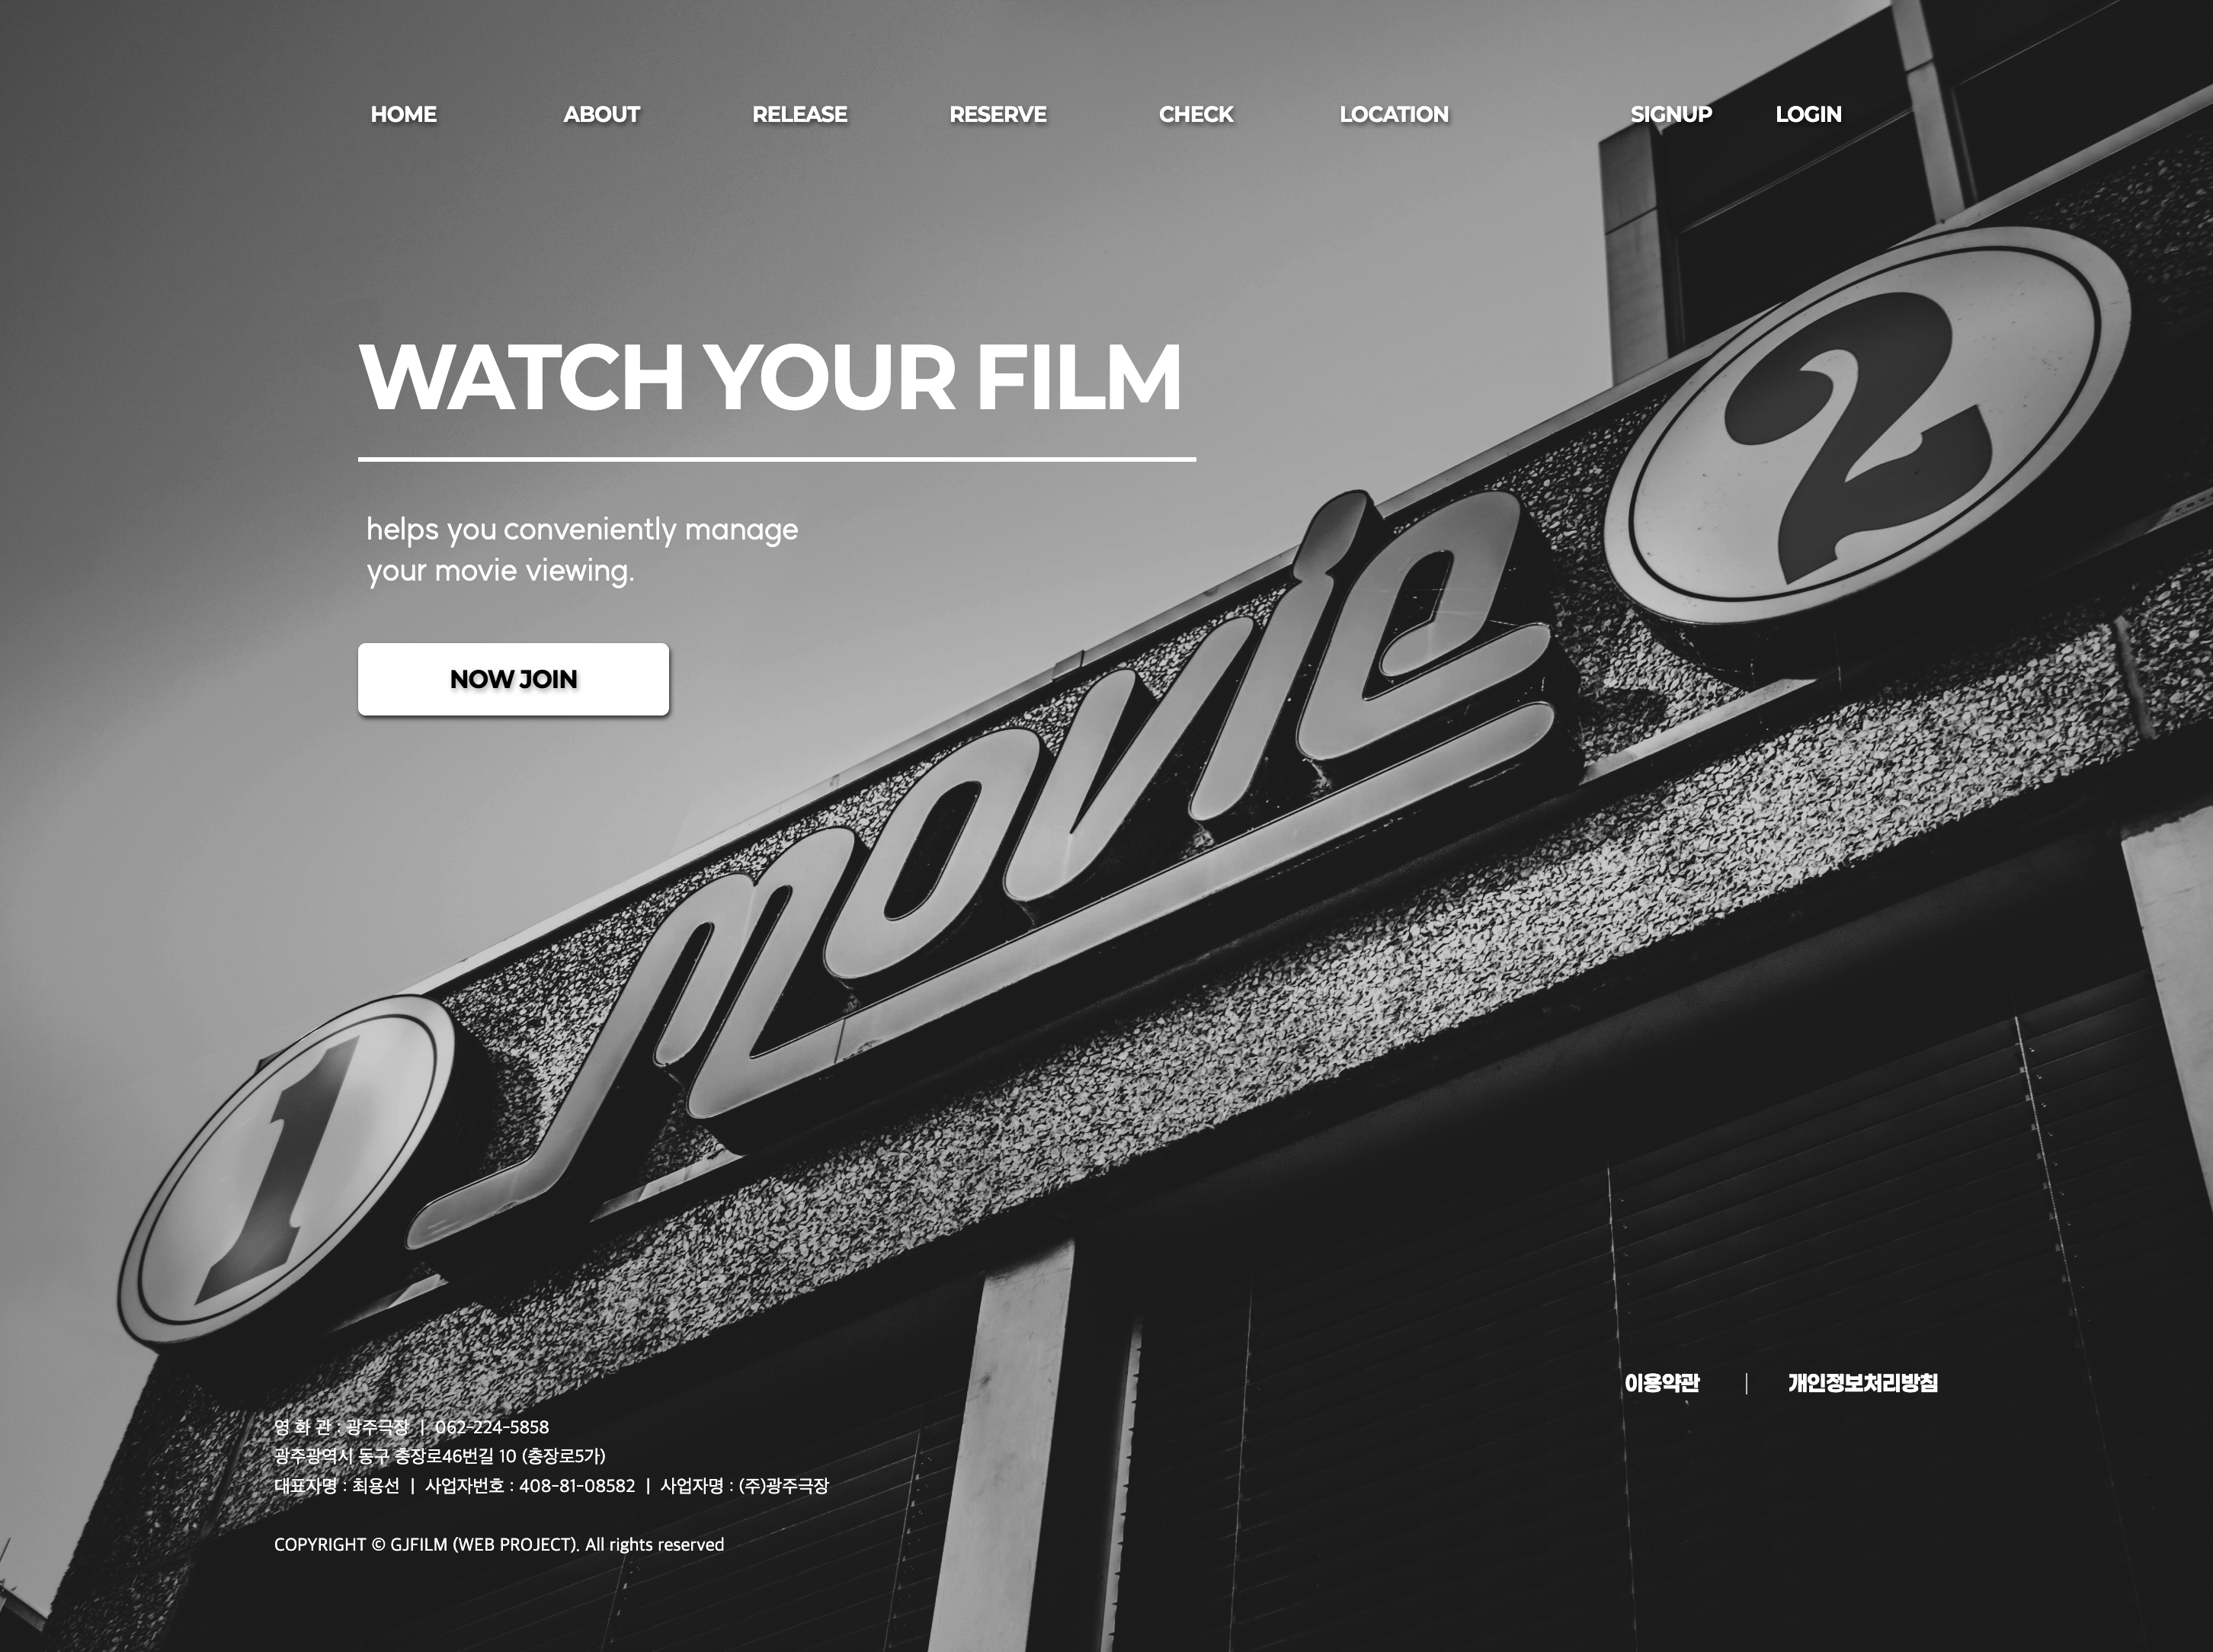 HOME ABOUT RELEASE RESERVE CHECK LOCATION SIGNUP LOGIN
WATCH YOUR FILM
helps you conveniently manage
your movie viewing.
NOW JOIN
2
movie
1
이용약관 | 개인정보처리방침
영 화 관 : 광주극장 | 062-224-5858
광주광역시 동구 충장로46번길 10 (충장로5가)
대표자명 : 최용선 | 사업자번호 : 408-81-08582 | 사업자명 : (주)광주극장
COPYRIGHT © GJFILM (WEB PROJECT). All rights reserved